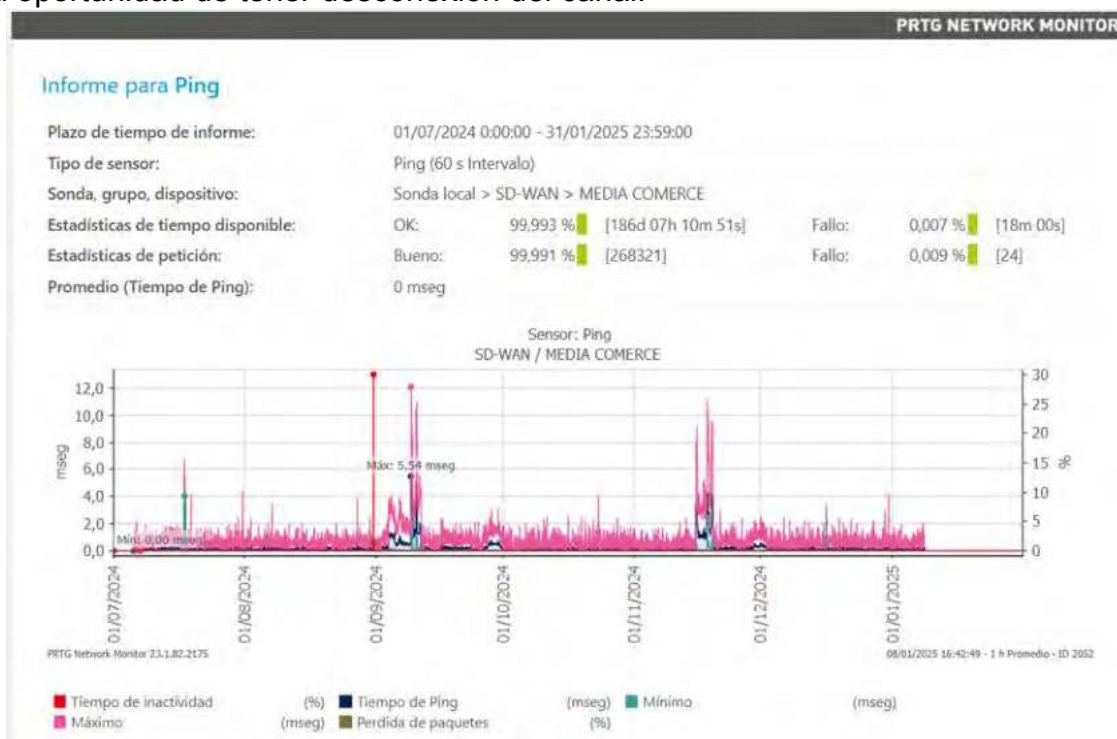 oportunidad de tener desconexión del canal.
PRTG NETWORK MONITOR
Informe para Ping
Plazo de tiempo de informe: 01/07/2024 0:00:00 - 31/01/2025 23:59:00
Tipo de sensor: Ping (60 s Intervalo)
Sonda, grupo, dispositivo: Sonda local > SD-WAN > MEDIA COMERCE
Estadísticas de tiempo disponible: OK: 99,993 % [186d 07h 10m 51s] Fallo: 0,007 % [18m 00s]
Estadísticas de petición: Bueno: 99,991 % [268321] Fallo: 0,009 % [24]
Promedio (Tiempo de Ping): 0 mseg
Sensor: Ping
SD-WAN / MEDIA COMERCE
12,0
10,0
8,0
6,0
4,0
2,0
0,0
mseg
30
25
20
15
10
5
0
%
Máx: 5,54 mseg
Mín: 0,00 mseg
01/07/2024
01/08/2024
01/09/2024
01/10/2024
01/11/2024
01/12/2024
01/01/2025
PRTG Network Monitor 23.1.82.2175
08/01/2025 16:42:49 - 1 h Promedio - ID 2052
Tiempo de inactividad (%) Tiempo de Ping (mseg) Mínimo (mseg)
Máximo (mseg) Perdida de paquetes (%)